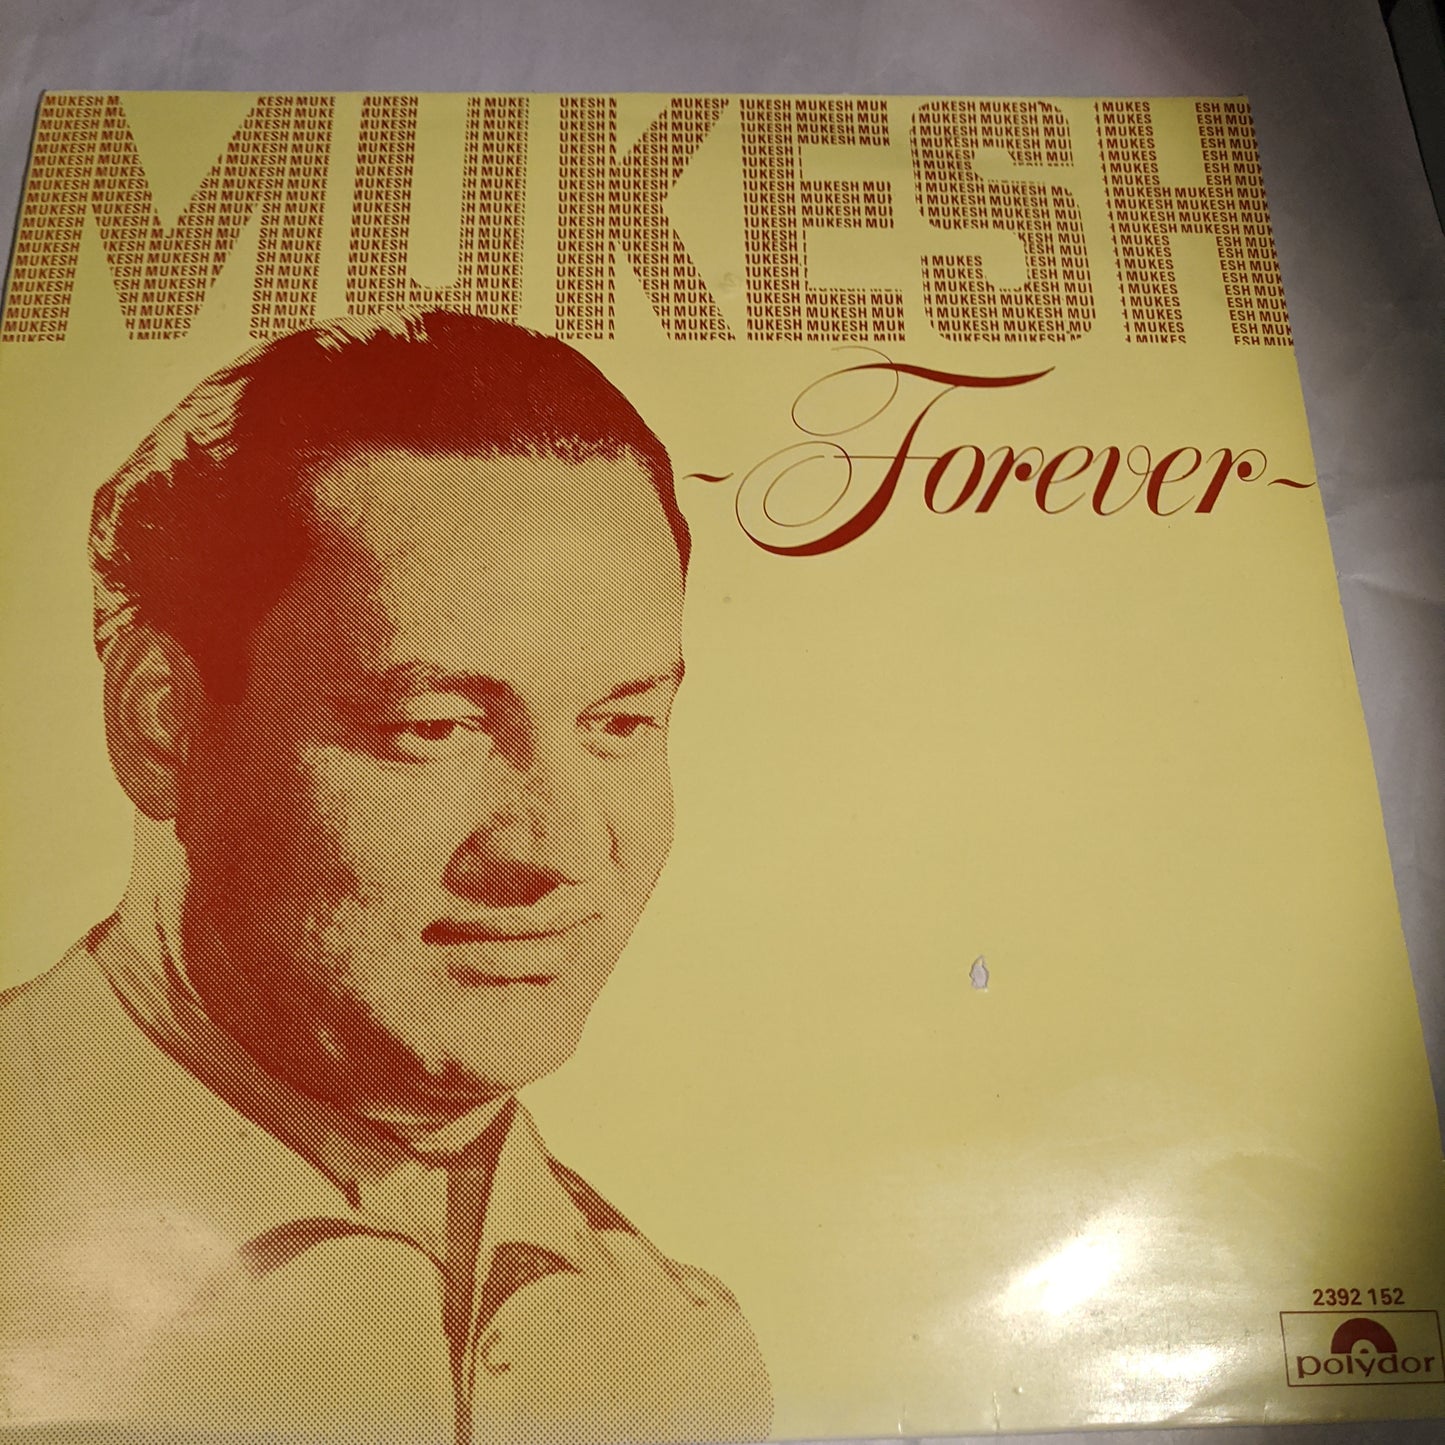 MUKESH
~Forever~
2392 152
polydor